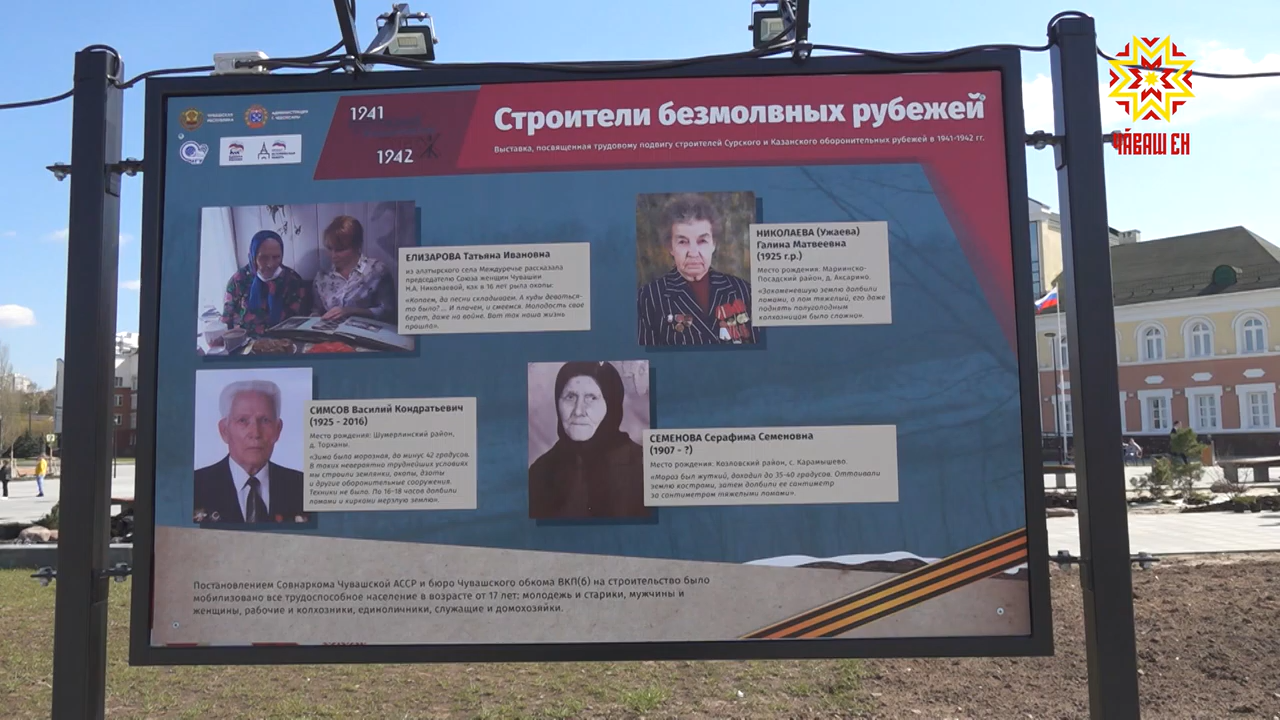 ЧӐВАШ ЕН
ЧУВАШСКАЯ
РЕСПУБЛИКА
АДМИНИСТРАЦИЯ
Г. ЧЕБОКСАРЫ
1941
1942
Строители безмолвных рубежей
Выставка, посвященная трудовому подвигу строителей Сурского и Казанского оборонительных рубежей в 1941-1942 гг.
ЕЛИЗАРОВА Татьяна Ивановна
из алатырского села Междуречье рассказала
председателю Союза женщин Чувашии
Н.А. Николаевой, как в 16 лет рыла окопы:
«Копаем, да песни складываем. А куды деваться-
то было? ... И плачем, и смеемся. Молодость свое
берет, даже на войне. Вот так наша жизнь
прошла».
НИКОЛАЕВА (Ужаева)
Галина Матвеевна
(1925 г.р.)
Место рождения: Мариинско-
Посадский район, д. Аксарино.
«Закоменевшую землю долбили
ломами, а лом тяжелый, его даже
поднять полуголодным
колхозницам было сложно».
СИМСОВ Василий Кондратьевич
(1925 - 2016)
Место рождения: Шумерлинский район,
д. Торханы.
«Зима была морозная, до минус 42 градусов.
В таких невероятно труднейших условиях
мы строили землянки, окопы, дзоты
и другие оборонительные сооружения.
Техники не было. По 16-18 часов долбили
ломами и кирками мерзлую землю».
СЕМЕНОВА Серафима Семеновна
(1907 - ?)
Место рождения: Козловский район, с. Карамышево.
«Мороз был жуткий, доходил до 35-40 градусов. Оттаивали
землю кострами, затем долбили ее сантиметр
за сантиметром тяжелыми ломами».
Постановлением Совнаркома Чувашской АССР и бюро Чувашского обкома ВКП(б) на строительство было
мобилизовано все трудоспособное население в возрасте от 17 лет: молодежь и старики, мужчины и
женщины, рабочие и колхозники, единоличники, служащие и домохозяйки.